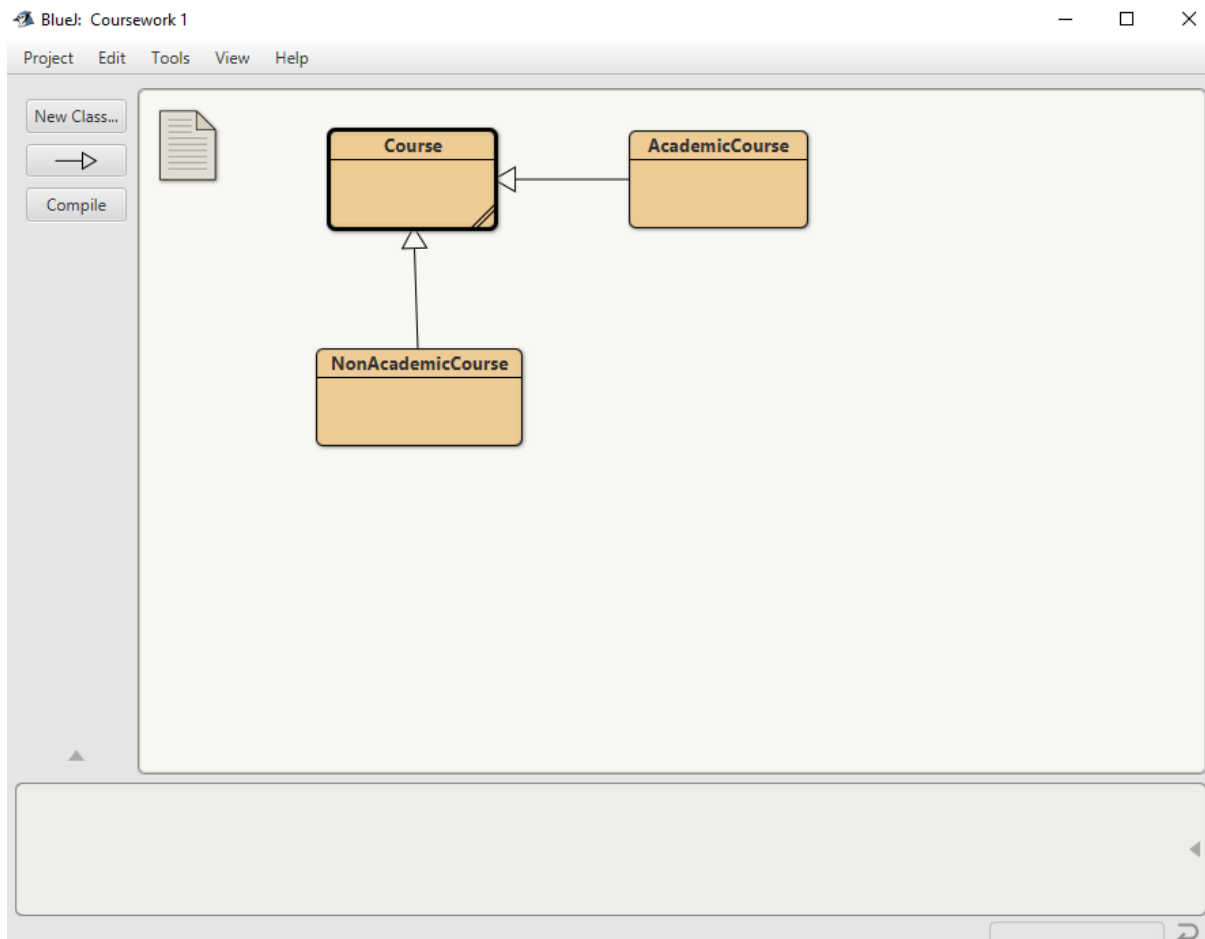 BlueJ: Coursework 1
Project Edit Tools View Help
New Class...
Compile
Course
AcademicCourse
NonAcademicCourse